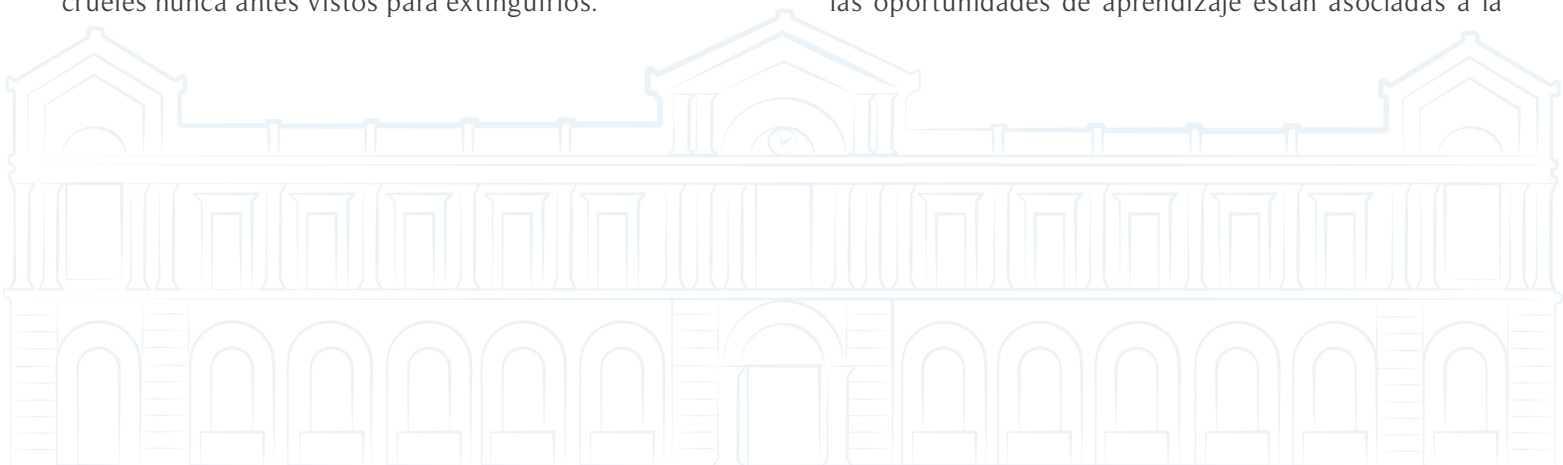 crueles nunca antes vistos para extinguirlos.
las oportunidades de aprendizaje están asociadas a la